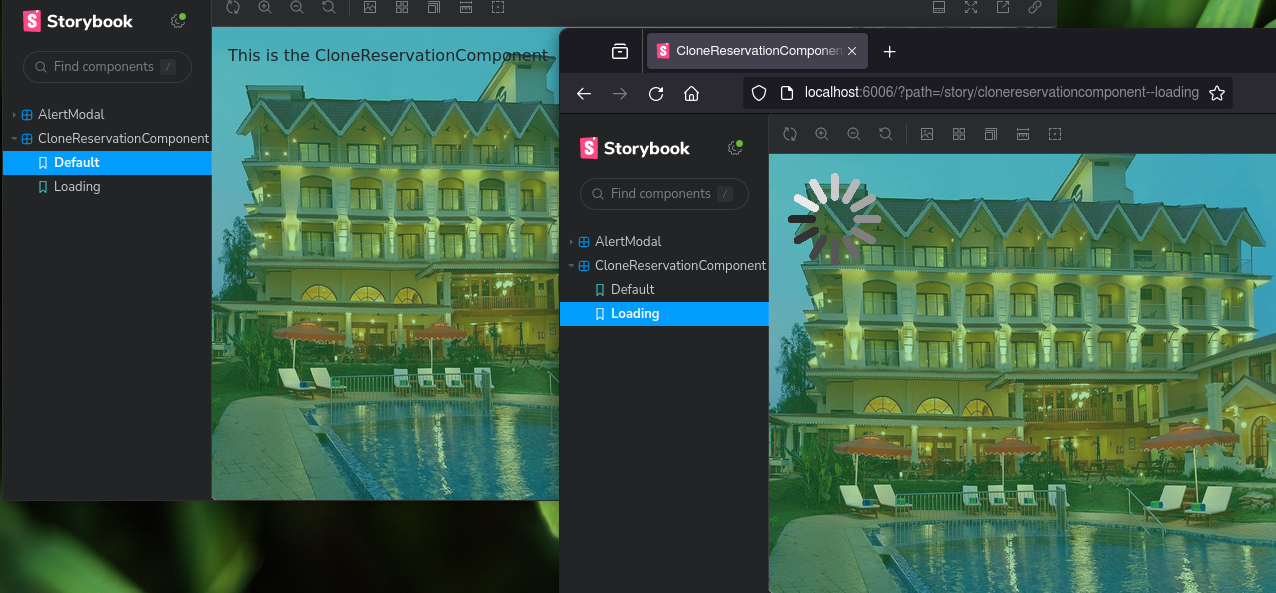 Storybook
Find components /
AlertModal
CloneReservationComponent
Default
Loading
This is the CloneReservationComponent
CloneReservationComponen
localhost:6006/?path=/story/clonereservationcomponent--loading
Storybook
Find components /
AlertModal
CloneReservationComponent
Default
Loading